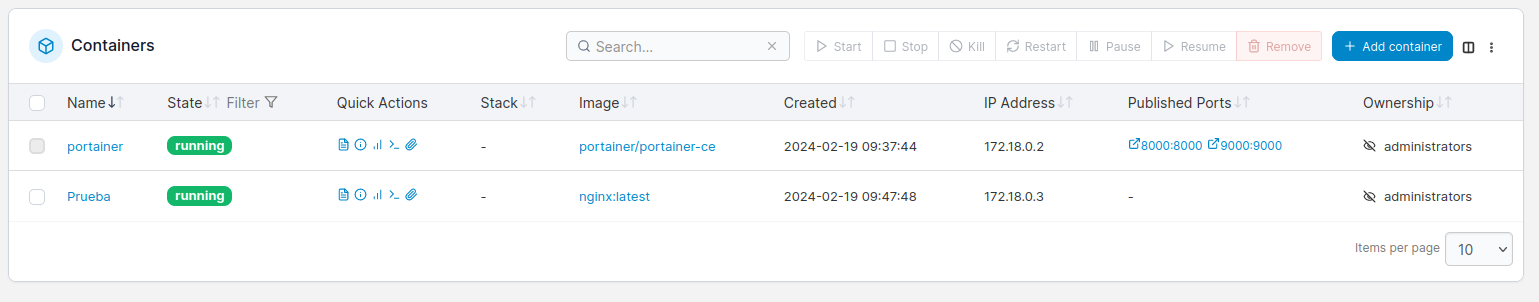 Containers Search... Start Stop Kill Restart Pause Resume Remove Add container
Name State Filter Quick Actions Stack Image Created IP Address Published Ports Ownership
portainer running - portainer/portainer-ce 2024-02-19 09:37:44 172.18.0.2 8000:8000 9000:9000 administrators
Prueba running - nginx:latest 2024-02-19 09:47:48 172.18.0.3 - administrators
Items per page 10